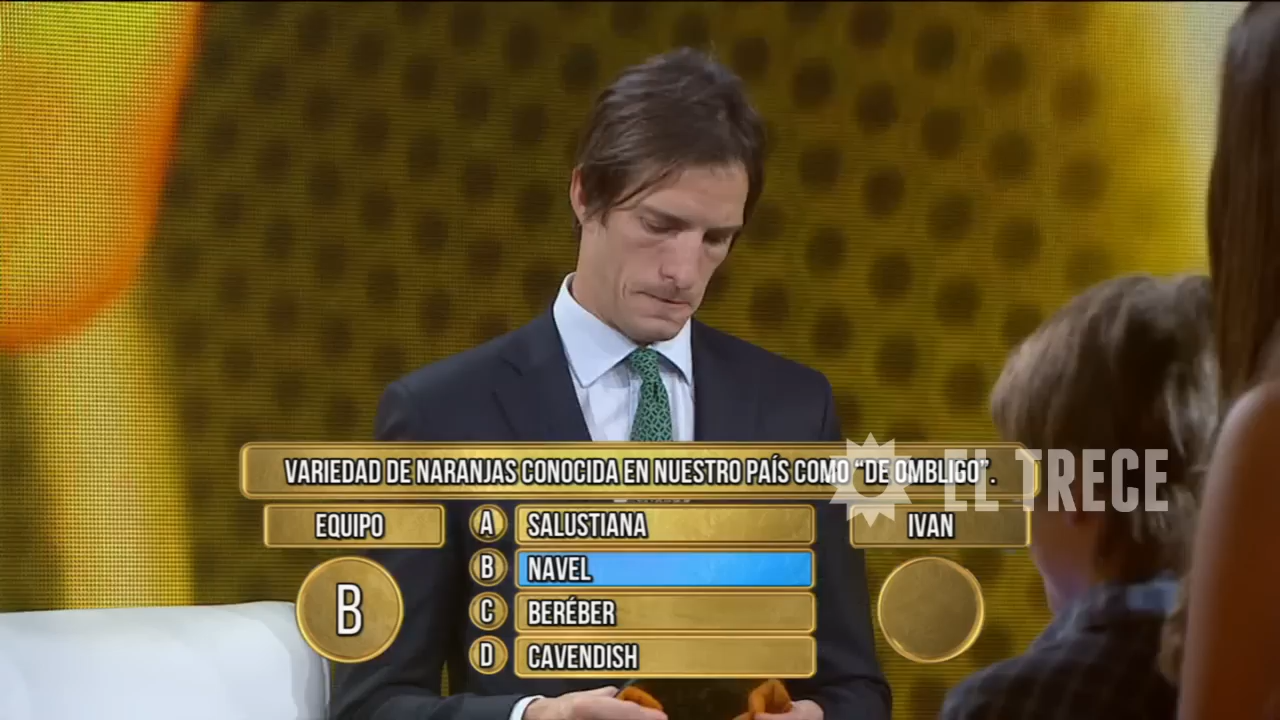 VARIEDAD DE NARANJAS CONOCIDA EN NUESTRO PAÍS COMO “DE OMBLIGO”.
EL TRECE
EQUIPO
B
A SALUSTIANA
B NAVEL
C BERÉBER
D CAVENDISH
IVAN